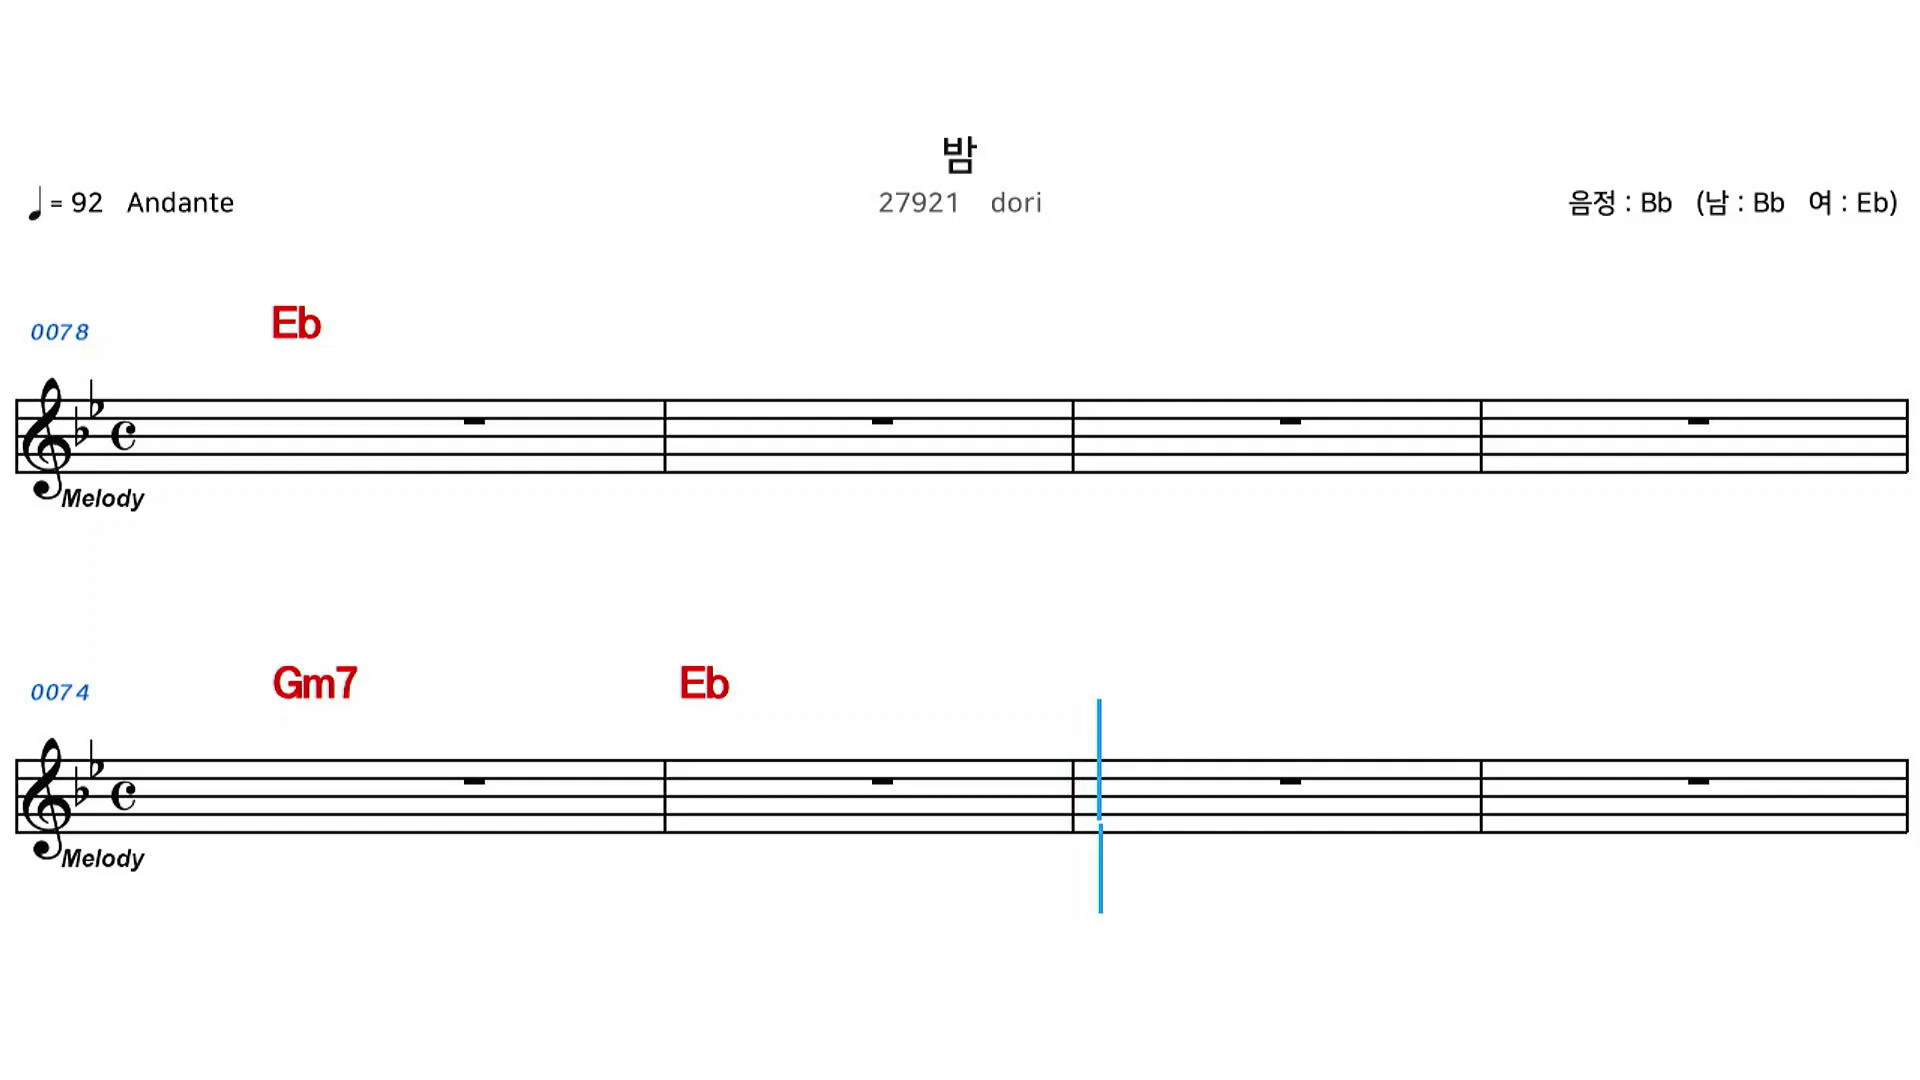 밤
= 92 Andante 27921 dori 음정 : Bb (남 : Bb 여 : Eb)
0078 Eb
Melody
0074 Gm7 Eb
Melody